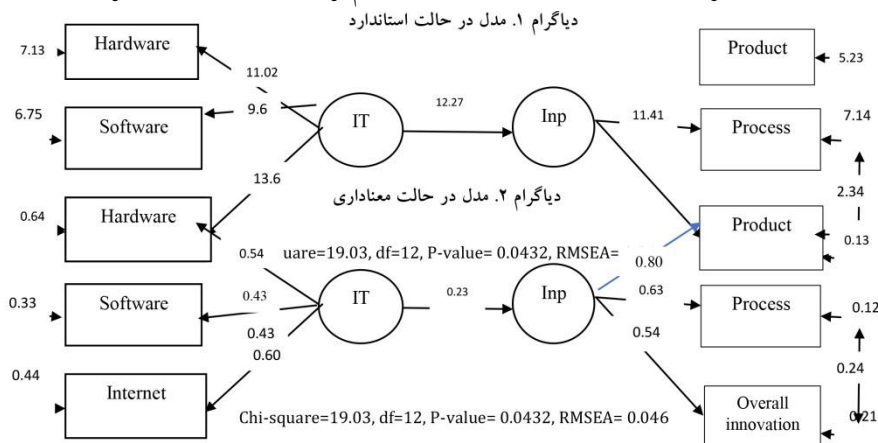 دیاگرام ۱. مدل در حالت استاندارد
Hardware
7.13
11.02
Product
5.23
6.75
Software
9.6
IT
12.27
Inp
11.41
Process
7.14
13.6
دیاگرام ۲. مدل در حالت معناداری
2.34
0.64
Hardware
Product
0.13
0.54
uare=19.03, df=12, P-value= 0.0432, RMSEA=
0.80
0.33
Software
0.43
IT
0.23
Inp
0.63
Process
0.12
0.43
0.54
0.60
0.24
0.44
Internet
Chi-square=19.03, df=12, P-value= 0.0432, RMSEA= 0.046
Overall
innovation
0.21